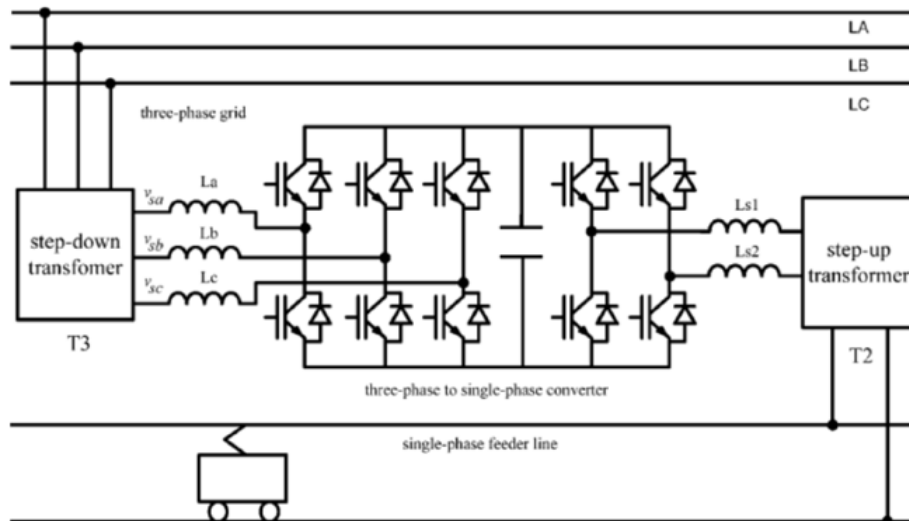 LA
LB
LC
three-phase grid
vsa
La
vsb
Lb
vsc
Lc
step-down
transfomer
T3
Ls1
Ls2
step-up
transformer
T2
three-phase to single-phase converter
single-phase feeder line